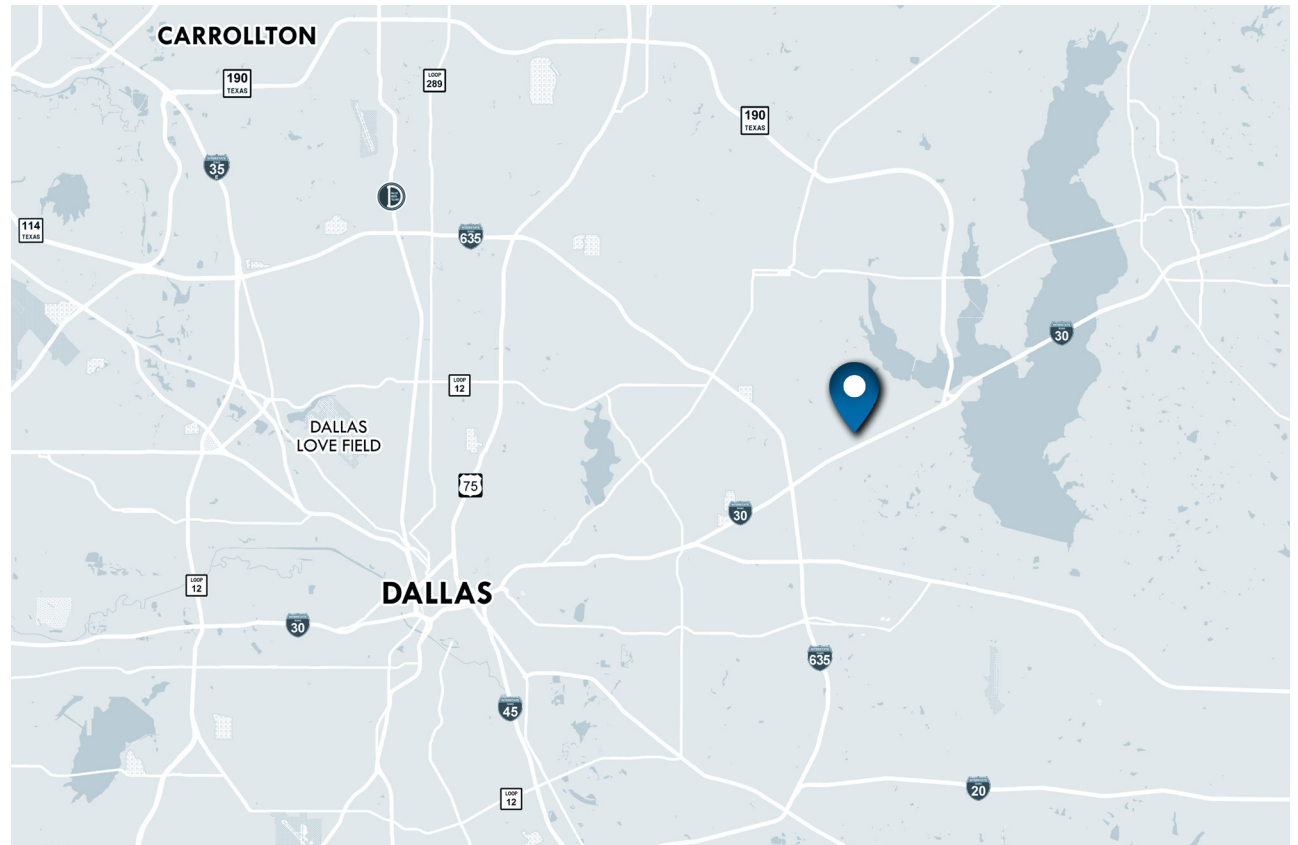 CARROLLTON
190
TEXAS
LOOP
289
190
TEXAS
35
E
D
114
TEXAS
635
30
LOOP
12
DALLAS
LOVE FIELD
75
30
LOOP
12
DALLAS
30
635
45
20
LOOP
12